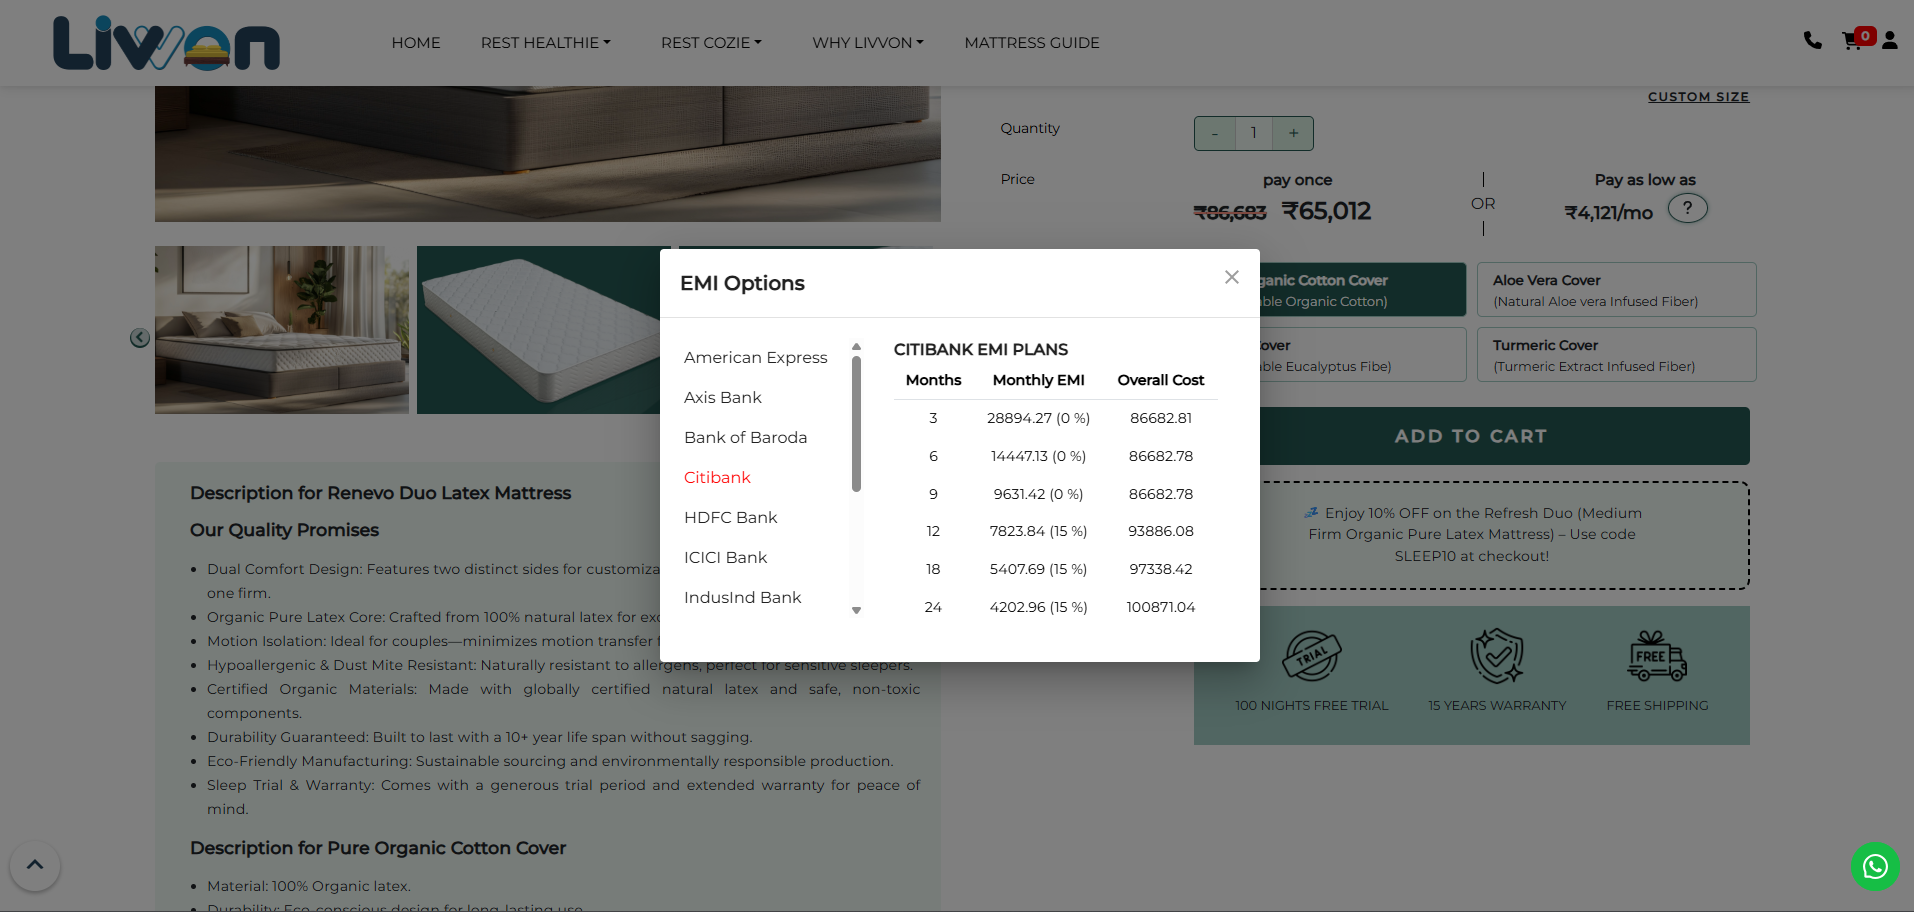 Livvon
HOME
REST HEALTHIE
REST COZIE
WHY LIVVON
MATTRESS GUIDE
0
CUSTOM SIZE
Quantity
- 1 +
Price
pay once
₹86,683 ₹65,012
OR
Pay as low as
₹4,121/mo ?
ganic Cotton Cover
ble Organic Cotton)
Aloe Vera Cover
(Natural Aloe vera Infused Fiber)
over
ble Eucalyptus Fibe)
Turmeric Cover
(Turmeric Extract Infused Fiber)
ADD TO CART
Enjoy 10% OFF on the Refresh Duo (Medium
Firm Organic Pure Latex Mattress) – Use code
SLEEP10 at checkout!
TRIAL
FREE
100 NIGHTS FREE TRIAL
15 YEARS WARRANTY
FREE SHIPPING
EMI Options
American Express
Axis Bank
Bank of Baroda
Citibank
HDFC Bank
ICICI Bank
IndusInd Bank
CITIBANK EMI PLANS
Months Monthly EMI Overall Cost
3 28894.27 (0 %) 86682.81
6 14447.13 (0 %) 86682.78
9 9631.42 (0 %) 86682.78
12 7823.84 (15 %) 93886.08
18 5407.69 (15 %) 97338.42
24 4202.96 (15 %) 100871.04
Description for Renevo Duo Latex Mattress
Our Quality Promises
Dual Comfort Design: Features two distinct sides for customiza
one firm.
Organic Pure Latex Core: Crafted from 100% natural latex for exc
Motion Isolation: Ideal for couples—minimizes motion transfer
Hypoallergenic & Dust Mite Resistant: Naturally resistant to allergens, perfect for sensitive sleepers.
Certified Organic Materials: Made with globally certified natural latex and safe, non-toxic
components.
Durability Guaranteed: Built to last with a 10+ year life span without sagging.
Eco-Friendly Manufacturing: Sustainable sourcing and environmentally responsible production.
Sleep Trial & Warranty: Comes with a generous trial period and extended warranty for peace of
mind.
Description for Pure Organic Cotton Cover
Material: 100% Organic latex.
Durability: Eco-conscious design for long-lasting use.